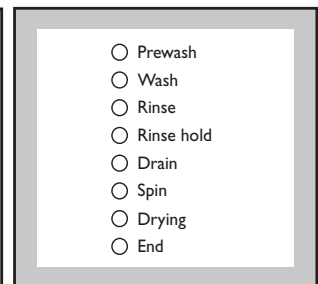 Prewash
Wash
Rinse
Rinse hold
Drain
Spin
Drying
End